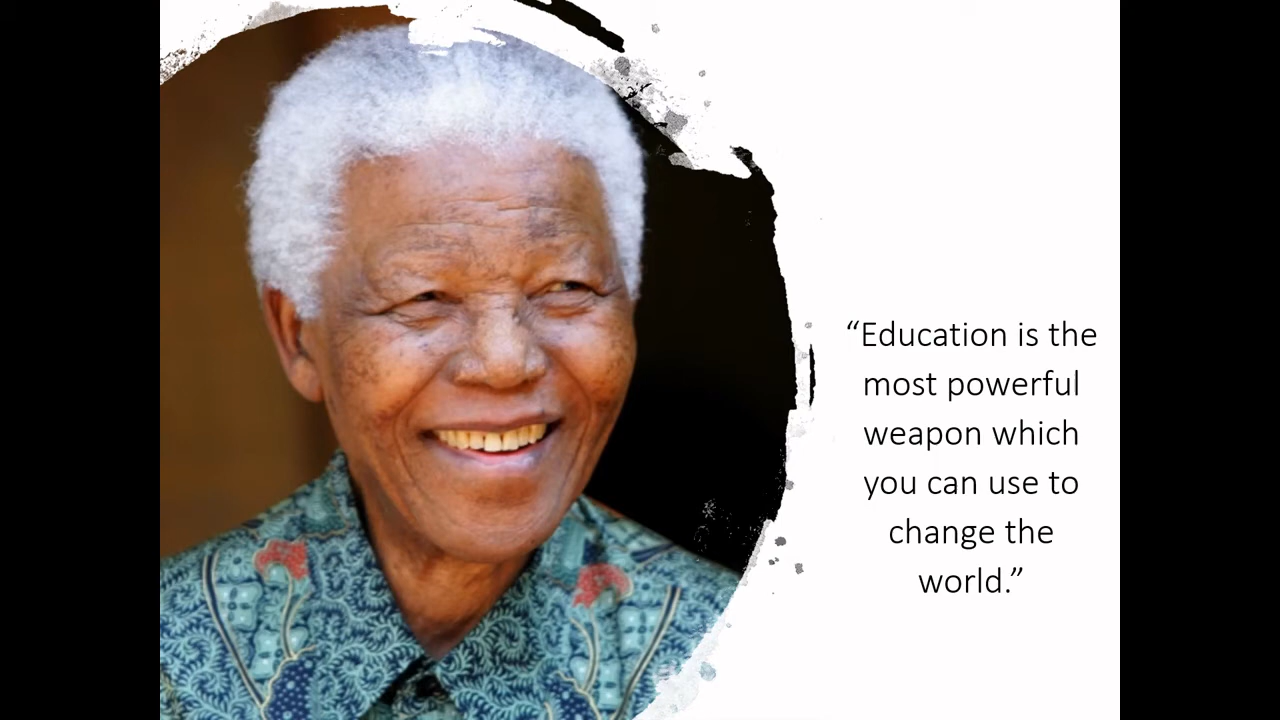 “Education is the
most powerful
weapon which
you can use to
change the
world.”